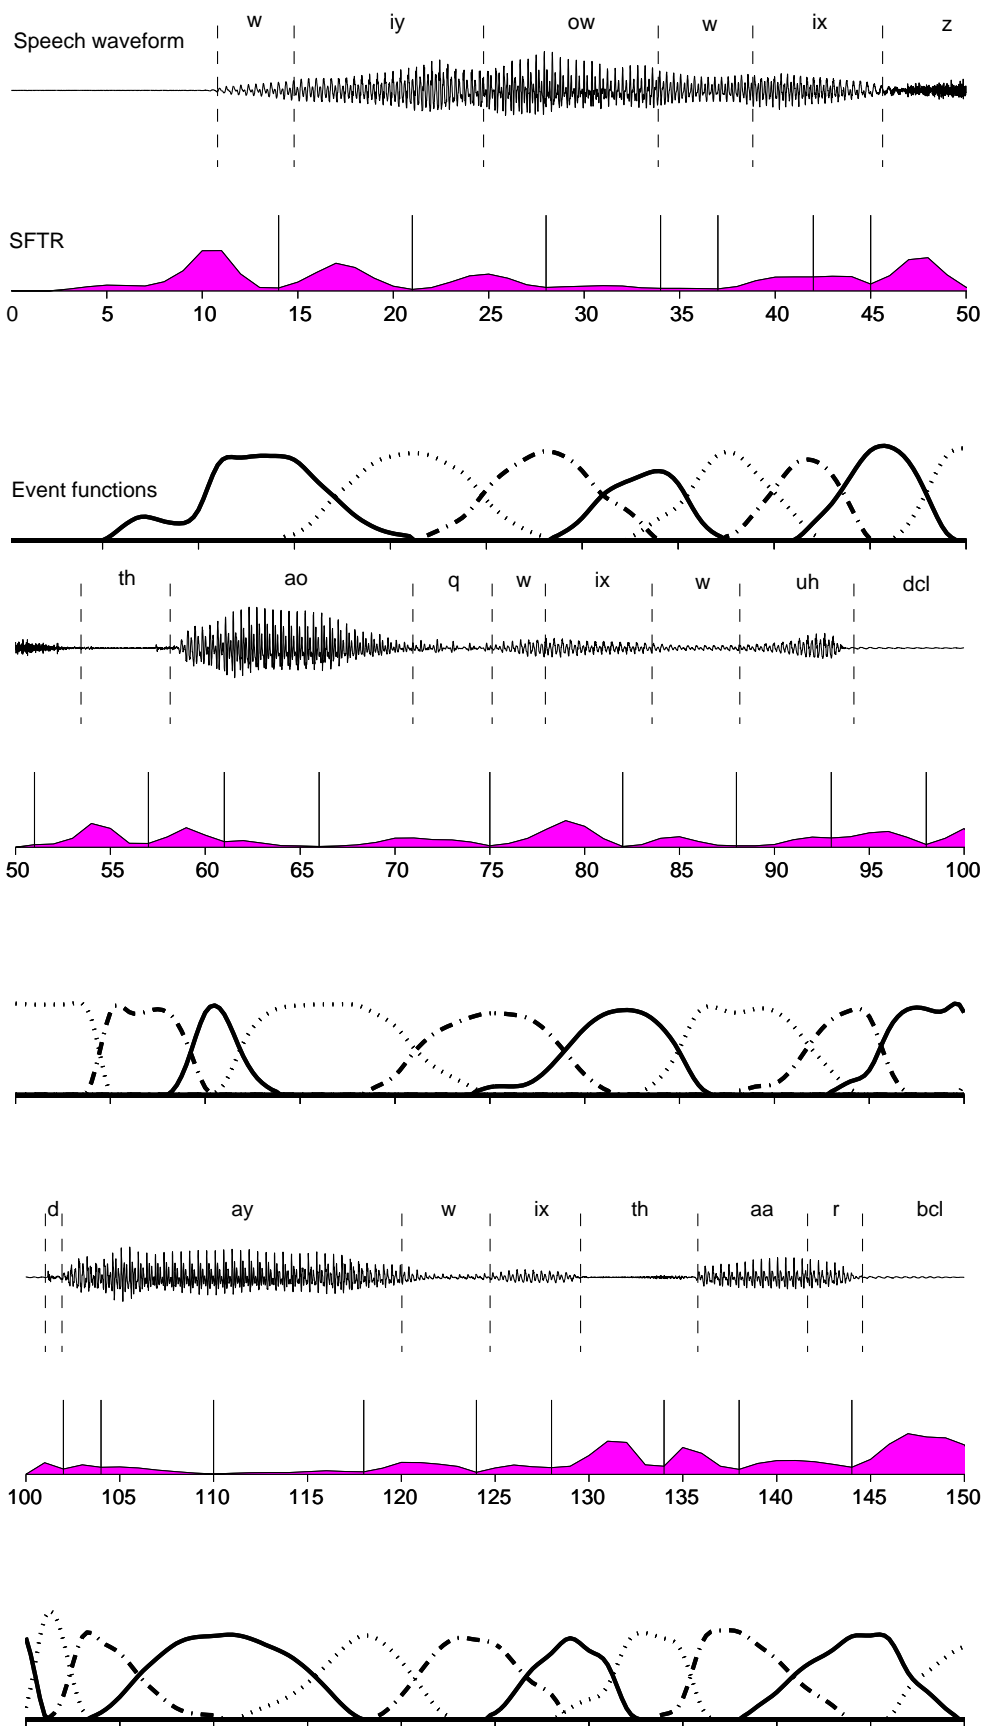 w iy ow w ix z
Speech waveform
SFTR
0 5 10 15 20 25 30 35 40 45 50
Event functions
th ao q w ix w uh dcl
50 55 60 65 70 75 80 85 90 95 100
d ay w ix th aa r bcl
100 105 110 115 120 125 130 135 140 145 150